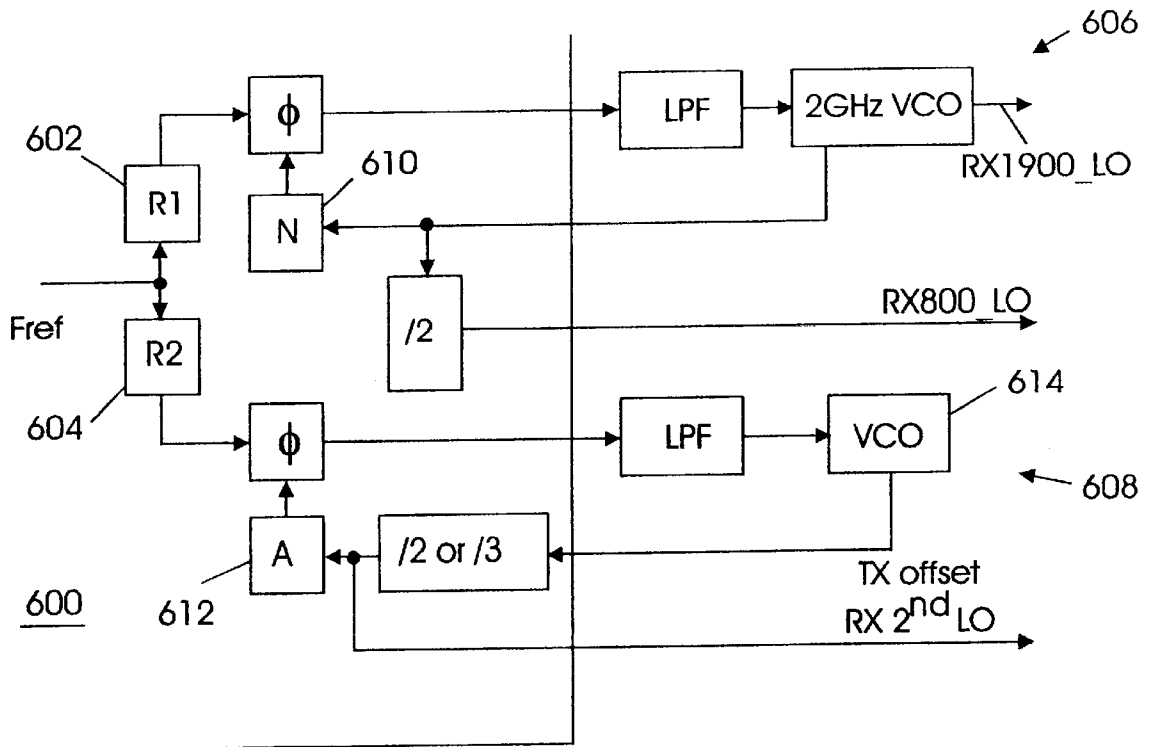 606
ϕ
LPF
2GHz VCO
602
610
RX1900_LO
R1
N
Fref
RX800_LO
/2
R2
604
614
ϕ
LPF
VCO
608
A
/2 or /3
TX offset
600
612
RX 2nd LO